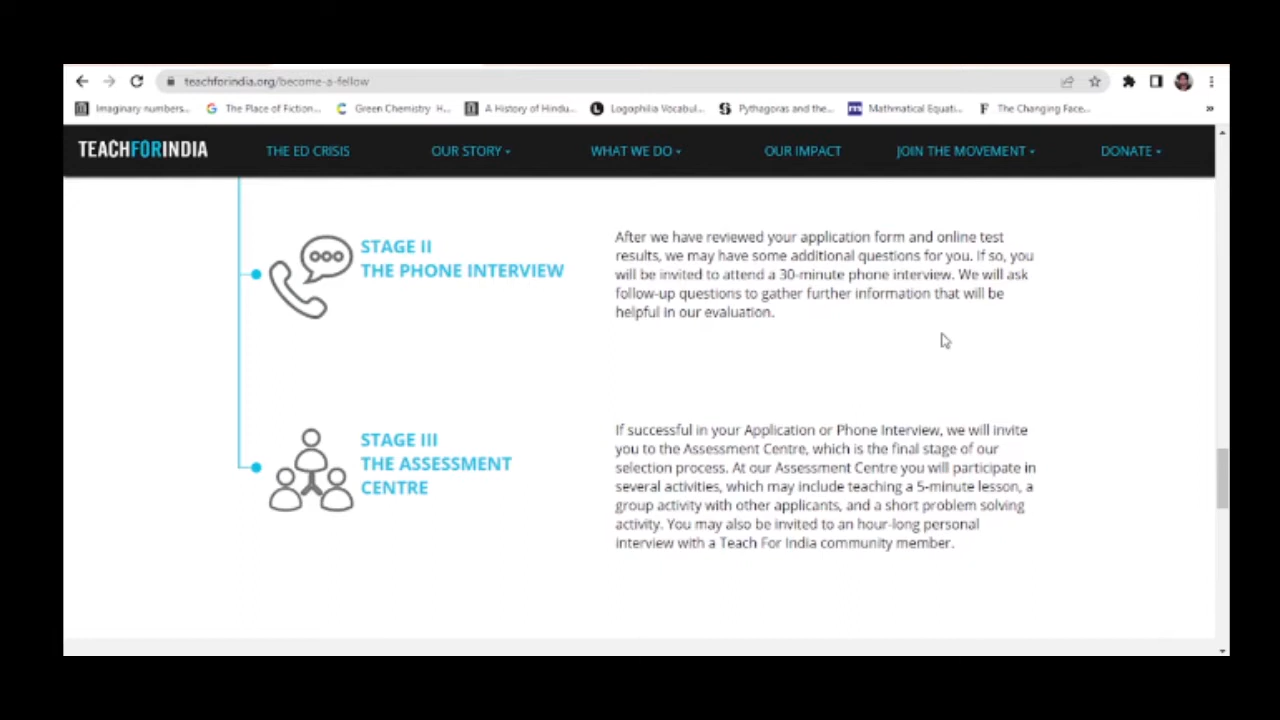 teachforindia.org/become-a-fellow
Imaginary numbers...
The Place of Fiction...
Green Chemistry H...
A History of Hindu...
Logophilia Vocabul...
Pythagoras and the...
Mathmatical Equati...
The Changing Face...
»
TEACHFORINDIA
THE ED CRISIS
OUR STORY
WHAT WE DO
OUR IMPACT
JOIN THE MOVEMENT
DONATE
STAGE II
THE PHONE INTERVIEW
After we have reviewed your application form and online test
results, we may have some additional questions for you. If so, you
will be invited to attend a 30-minute phone interview. We will ask
follow-up questions to gather further information that will be
helpful in our evaluation.
STAGE III
THE ASSESSMENT
CENTRE
If successful in your Application or Phone Interview, we will invite
you to the Assessment Centre, which is the final stage of our
selection process. At our Assessment Centre you will participate in
several activities, which may include teaching a 5-minute lesson, a
group activity with other applicants, and a short problem solving
activity. You may also be invited to an hour-long personal
interview with a Teach For India community member.